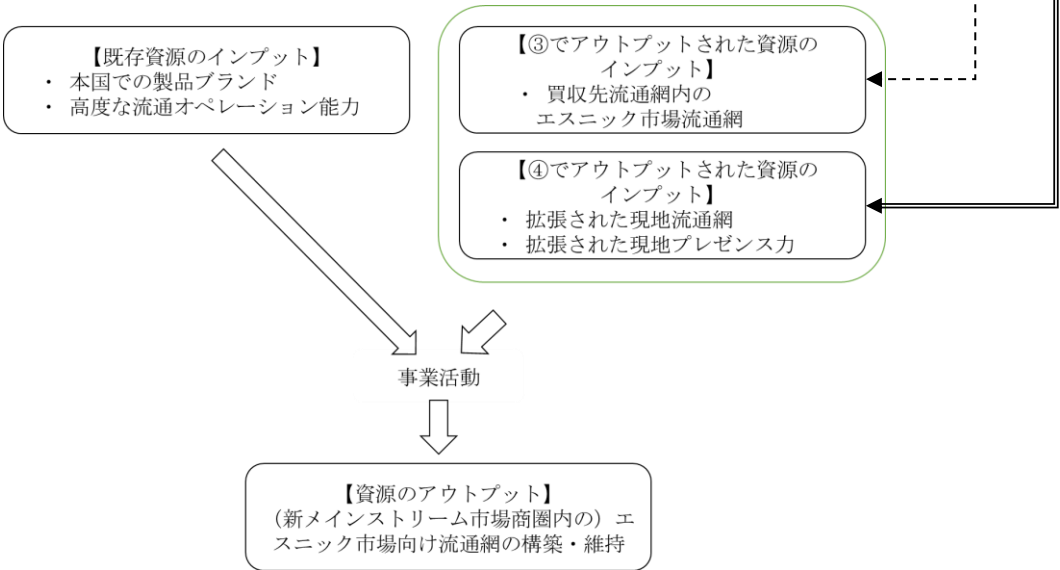 【既存資源のインプット】
・ 本国での製品ブランド
・ 高度な流通オペレーション能力
【③でアウトプットされた資源の
インプット】
・ 買収先流通網内の
エスニック市場流通網
【④でアウトプットされた資源の
インプット】
・ 拡張された現地流通網
・ 拡張された現地プレゼンス力
事業活動
【資源のアウトプット】
（新メインストリーム市場商圏内の）エ
スニック市場向け流通網の構築・維持